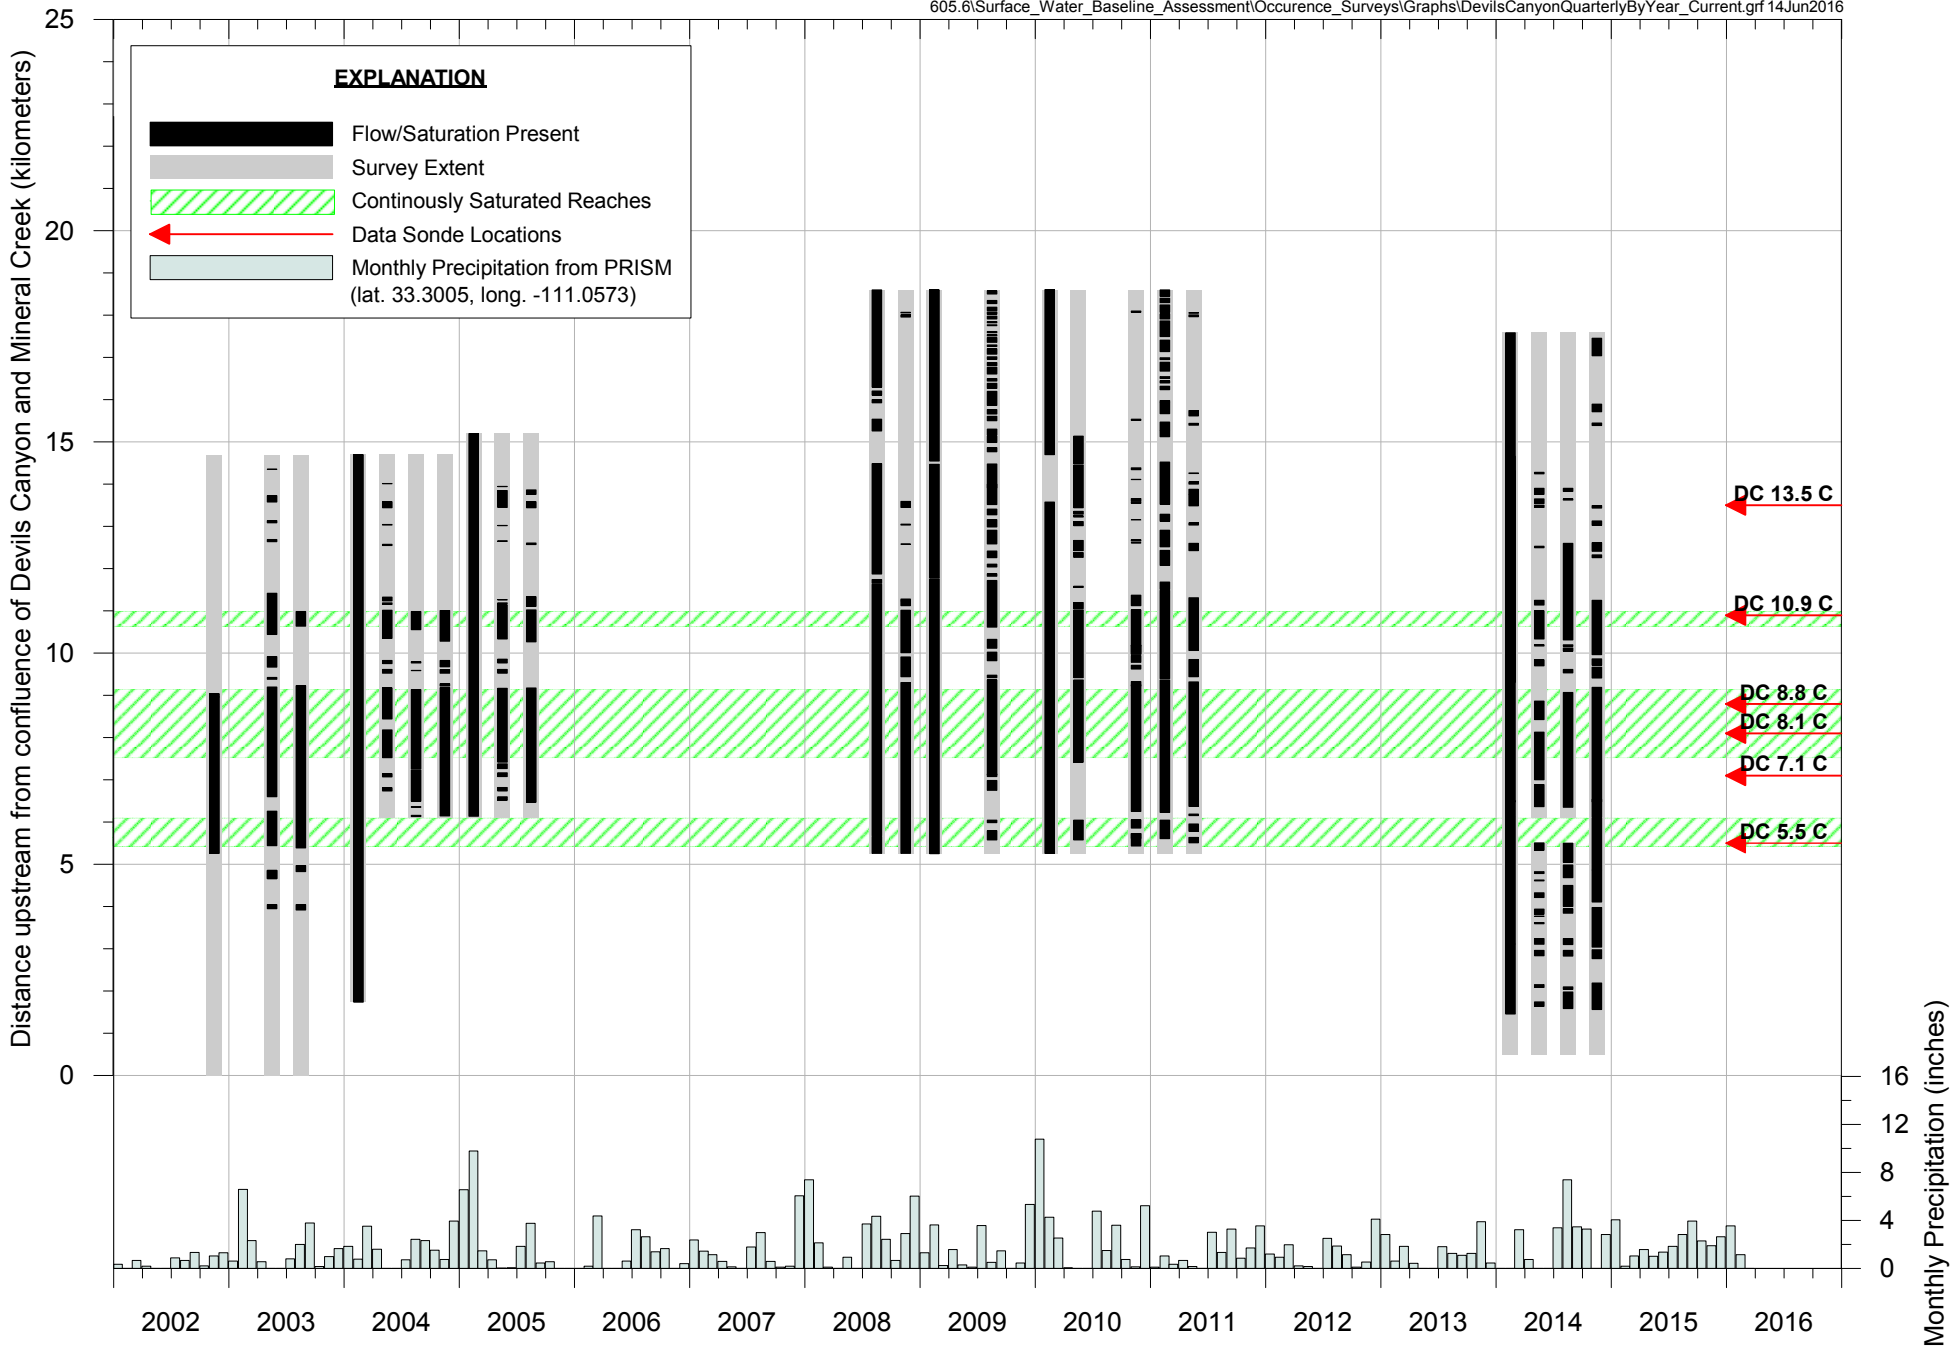 605.6\Surface_Water_Baseline_Assessment\Occurence_Surveys\Graphs\DevilsCanyonQuarterlyByYear_Current.grf 14Jun2016
Distance upstream from confluence of Devils Canyon and Mineral Creek (kilometers)
25
20
15
10
5
0
EXPLANATION
Flow/Saturation Present
Survey Extent
Continously Saturated Reaches
Data Sonde Locations
Monthly Precipitation from PRISM
(lat. 33.3005, long. -111.0573)
DC 13.5 C
DC 10.9 C
DC 8.8 C
DC 8.1 C
DC 7.1 C
DC 5.5 C
16
12
8
4
0
Monthly Precipitation (inches)
2002 2003 2004 2005 2006 2007 2008 2009 2010 2011 2012 2013 2014 2015 2016